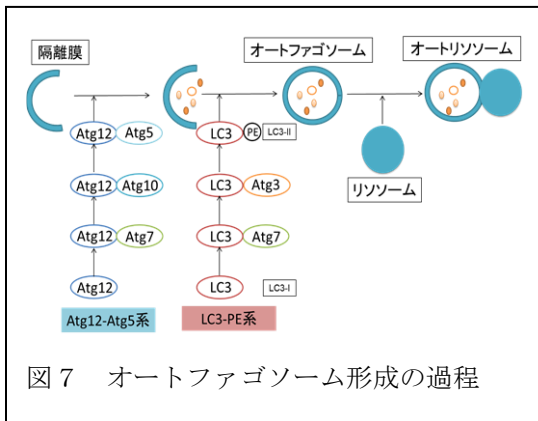 隔離膜
オートファゴソーム
オートリソソーム
Atg12 Atg5
LC3 PE LC3-II
リソソーム
Atg12 Atg10
LC3 Atg3
Atg12 Atg7
LC3 Atg7
Atg12
LC3 LC3-I
Atg12-Atg5系
LC3-PE系
図７　オートファゴソーム形成の過程